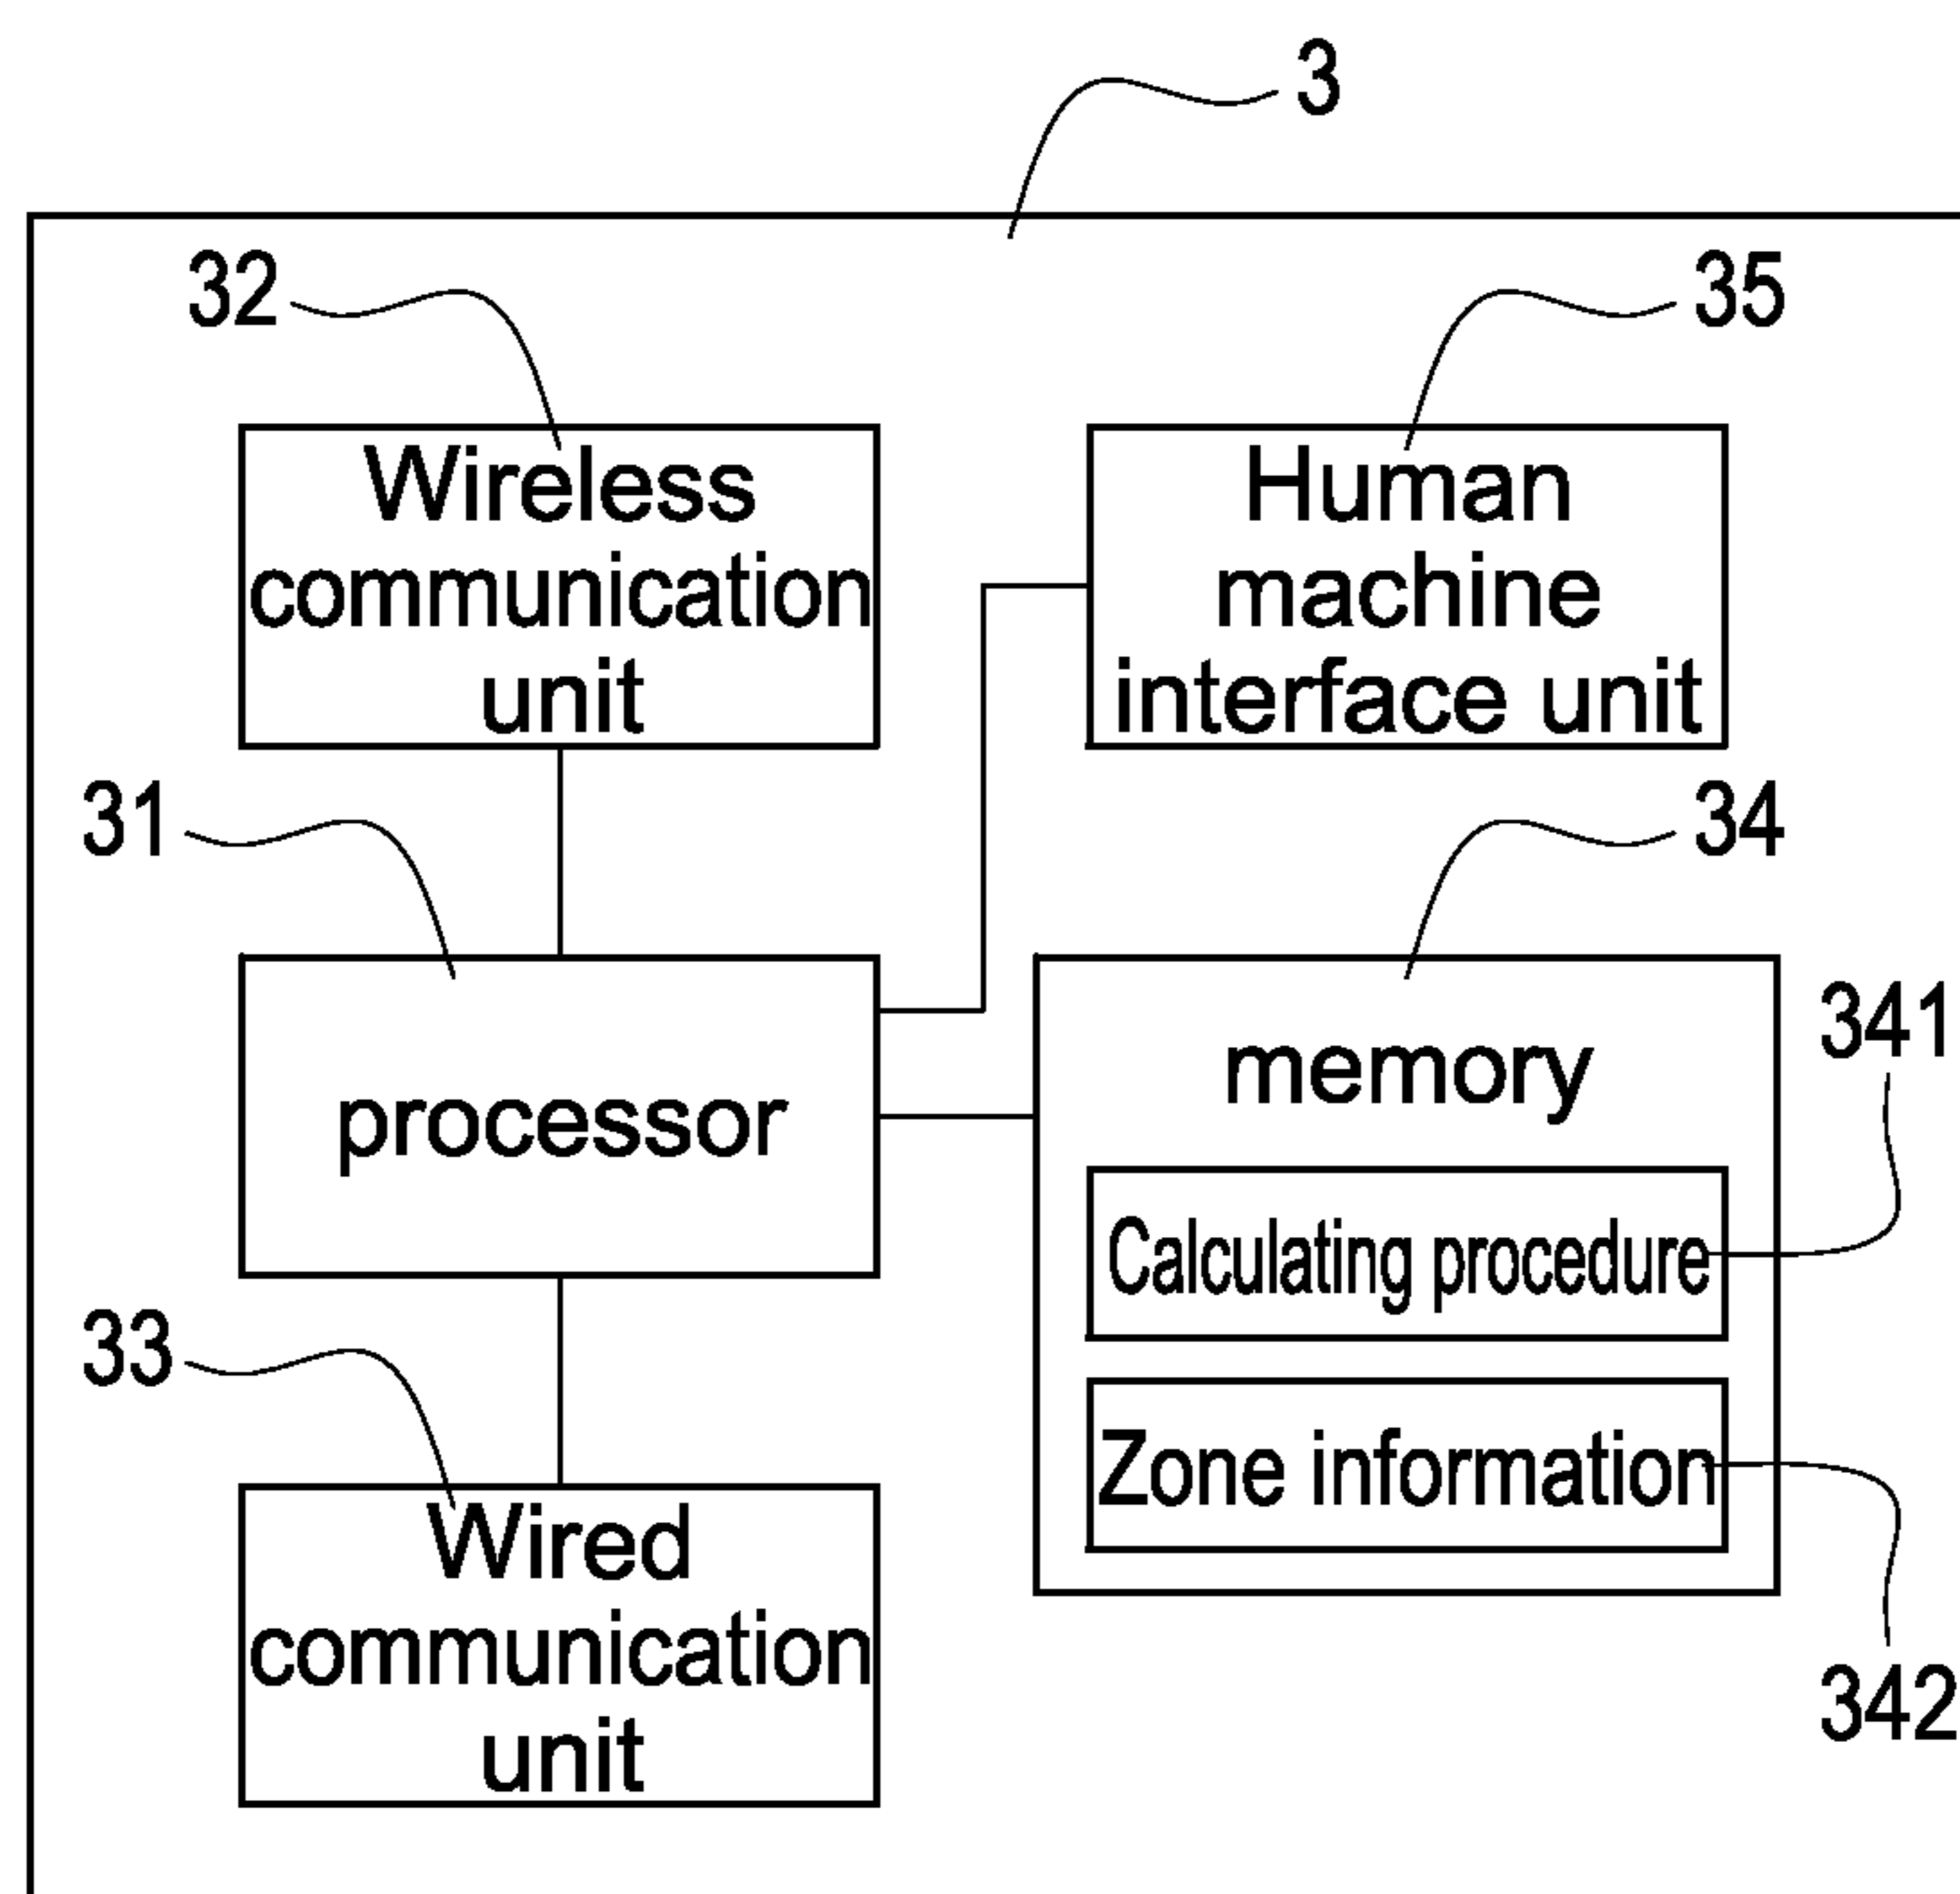 3
32
35
Wireless
communication
unit
Human
machine
interface unit
31
34
processor
memory
341
Calculating procedure
33
Zone information
Wired
communication
unit
342